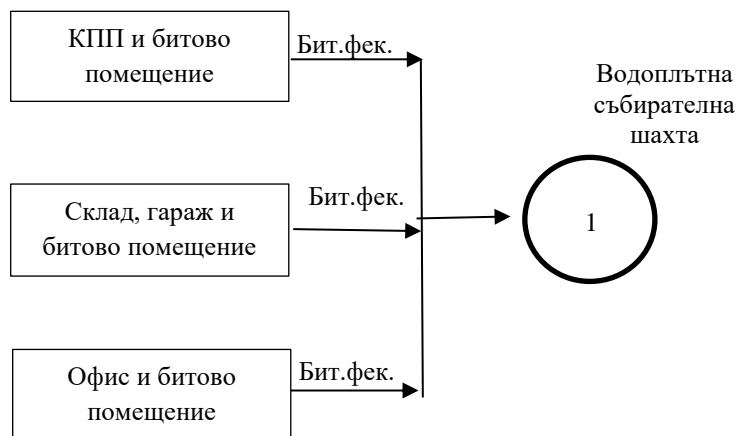 КПП и битово
помещение
Бит.фек.
Водоплътна
събирателна
шахта
Склад, гараж и
битово помещение
Бит.фек.
1
Офис и битово
помещение
Бит.фек.